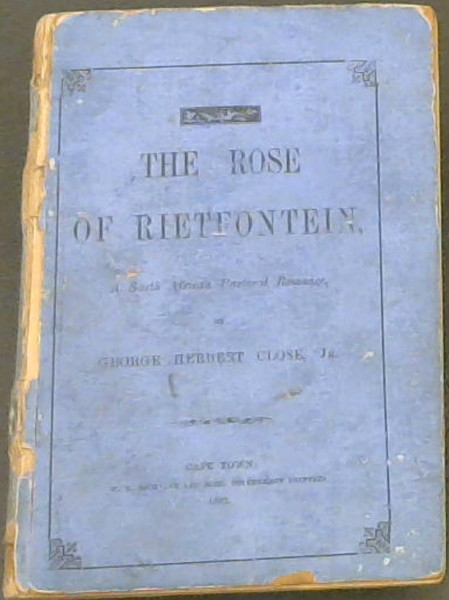 THE ROSE
OF RIETFONTEIN,
A South African Pastoral Romance,
BY
GEORGE HERBERT CLOSE, JR.
CAPE TOWN: